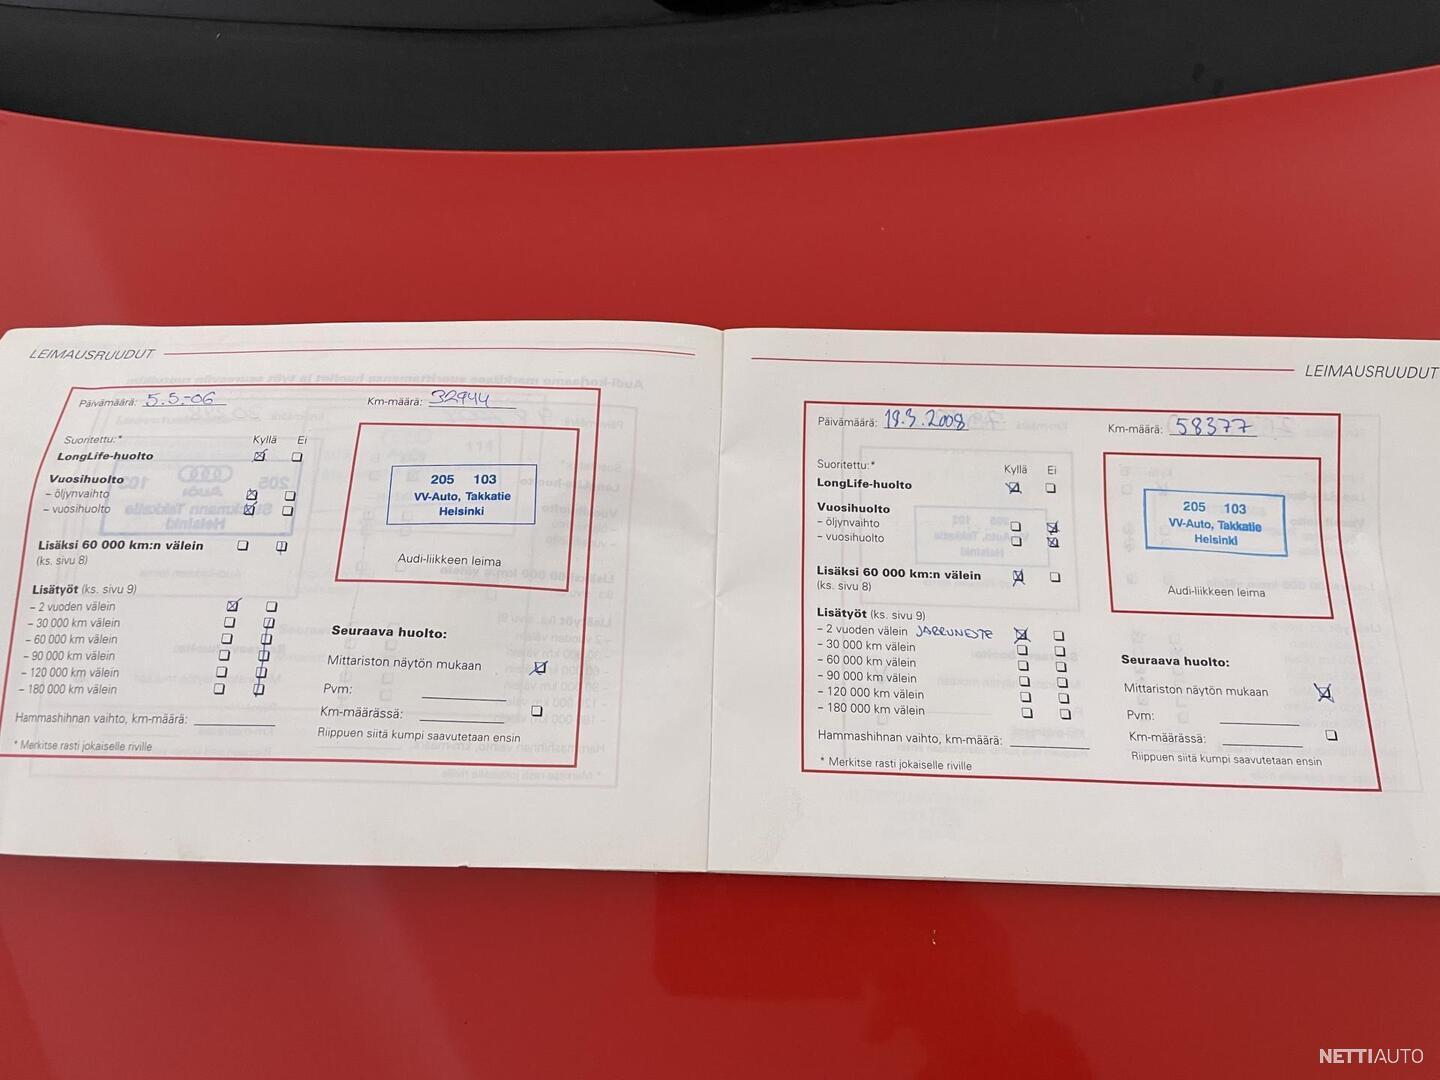 LEIMAUSRUUDUT
Päivämäärä: 5.5.-06
Km-määrä: 32944
Suoritettu:*
Kyllä Ei
LongLife-huolto
Vuosihuolto
– öljynvaihto
– vuosihuolto
Lisäksi 60 000 km:n välein
(ks. sivu 8)
Lisätyöt (ks. sivu 9)
– 2 vuoden välein
– 30 000 km välein
– 60 000 km välein
– 90 000 km välein
– 120 000 km välein
– 180 000 km välein
Hammashihnan vaihto, km-määrä:
* Merkitse rasti jokaiselle riville
205 103
VV-Auto, Takkatie
Helsinki
Audi-liikkeen leima
Seuraava huolto:
Mittariston näytön mukaan
Pvm:
Km-määrässä:
Riippuen siitä kumpi saavutetaan ensin
LEIMAUSRUUDUT
Päivämäärä: 19.3.2008
Km-määrä: 58377
Suoritettu:*
Kyllä Ei
LongLife-huolto
Vuosihuolto
– öljynvaihto
– vuosihuolto
Lisäksi 60 000 km:n välein
(ks. sivu 8)
Lisätyöt (ks. sivu 9)
– 2 vuoden välein JARRUNESTE
– 30 000 km välein
– 60 000 km välein
– 90 000 km välein
– 120 000 km välein
– 180 000 km välein
Hammashihnan vaihto, km-määrä:
* Merkitse rasti jokaiselle riville
205 103
VV-Auto, Takkatie
Helsinki
Audi-liikkeen leima
Seuraava huolto:
Mittariston näytön mukaan
Pvm:
Km-määrässä:
Riippuen siitä kumpi saavutetaan ensin
NETTIAUTO